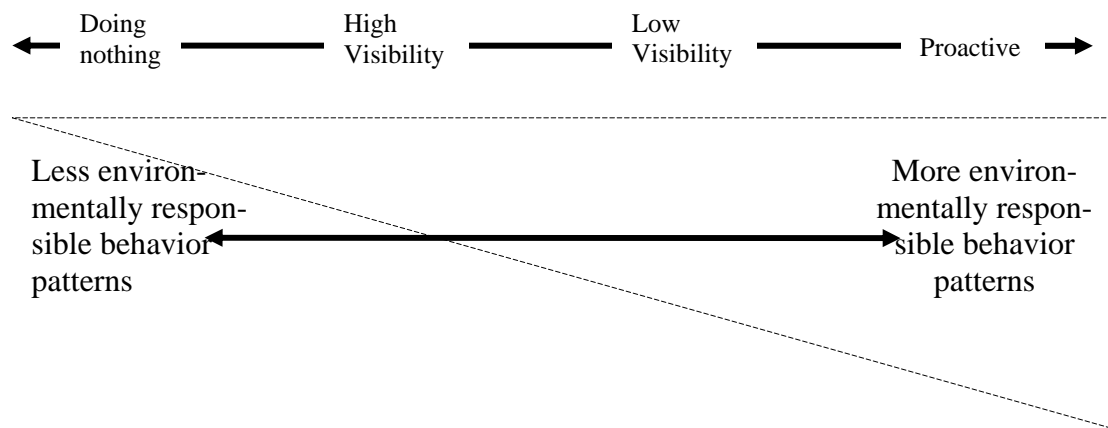 Doing
nothing
High
Visibility
Low
Visibility
Proactive
Less environ-
mentally respon-
sible behavior
patterns
More environ-
mentally respon-
sible behavior
patterns